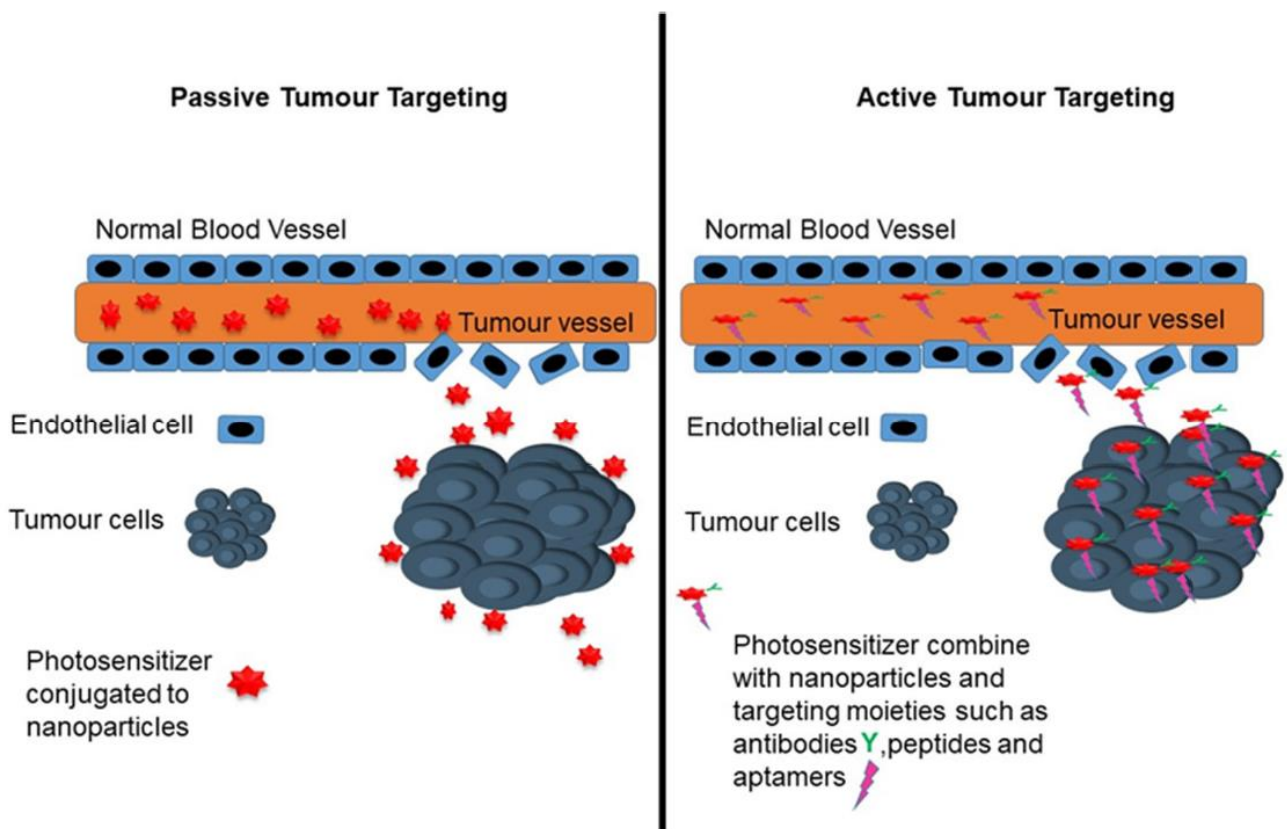 Passive Tumour Targeting
Normal Blood Vessel
Tumour vessel
Endothelial cell
Tumour cells
Photosensitizer
conjugated to
nanoparticles
Active Tumour Targeting
Normal Blood Vessel
Tumour vessel
Endothelial cell
Tumour cells
Photosensitizer combine
with nanoparticles and
targeting moieties such as
antibodies Y,peptides and
aptamers